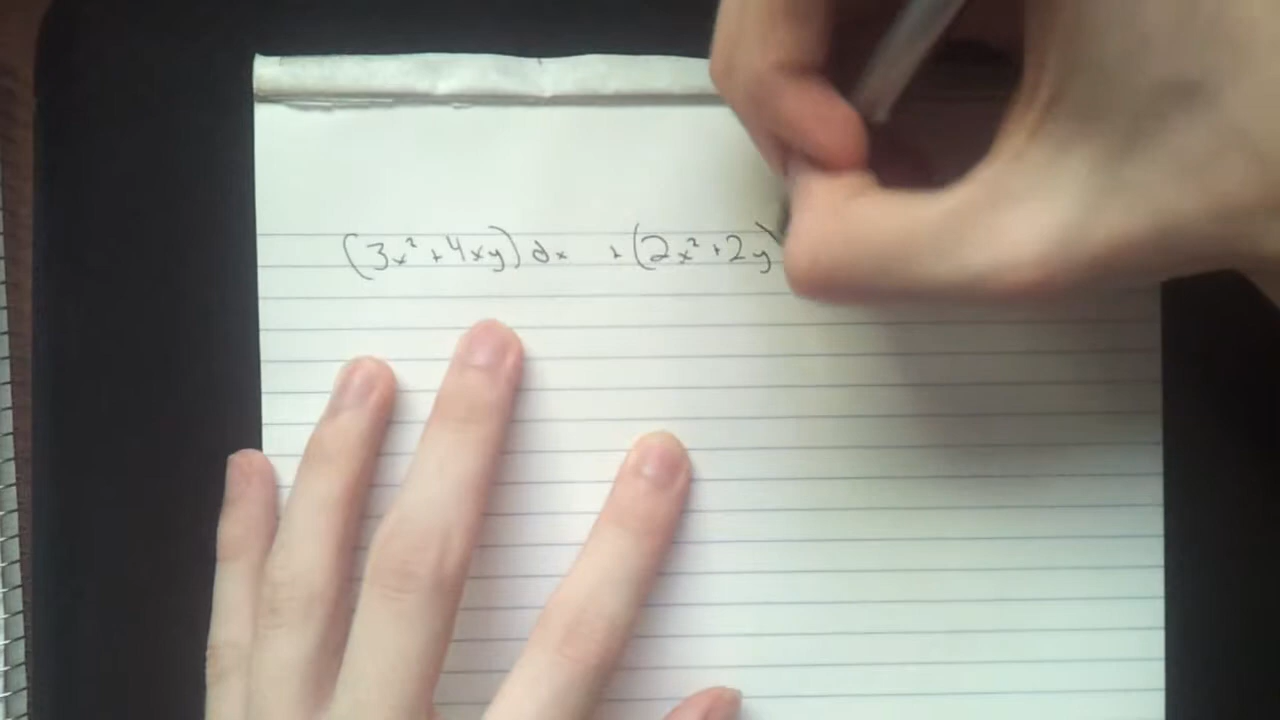 (3x² + 4xy) dx + (2x² + 2y)